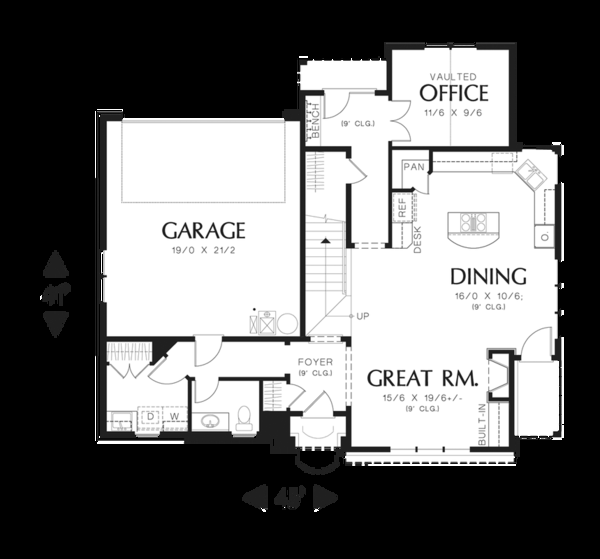 VAULTED
OFFICE
11/6 X 9/6
BENCH
(9' CLG.)
PAN
REF
DESK
GARAGE
19/0 X 21/2
DINING
16/0 X 10/6;
(9' CLG.)
UP
FOYER
(9' CLG.)
GREAT RM.
15/6 X 19/6+/-
(9' CLG.)
BUILT-IN
D
W